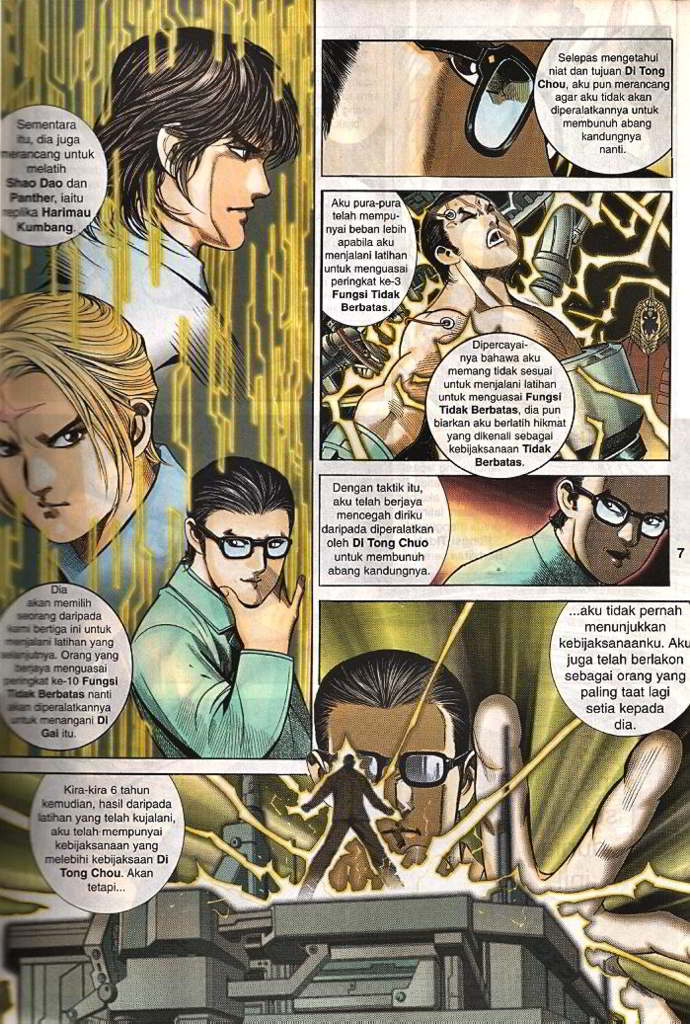 Sementara
itu, dia juga
merancang untuk
melatih
Shao Dao dan
Panther, iaitu
replika Harimau
Kumbang.
Dia
akan memilih
seorang daripada
kami bertiga ini untuk
menjalani latihan yang
selanjutnya. Orang yang
berjaya menguasai
peringkat ke-10 Fungsi
Tidak Berbatas nanti
akan diperalatkannya
untuk menangani Di
Gai itu.
Selepas mengetahui
niat dan tujuan Di Tong
Chou, aku pun merancang
agar aku tidak akan
diperalatkannya untuk
membunuh abang
kandungnya
nanti.
Aku pura-pura
telah mempu-
nyai beban lebih
apabila aku
menjalani latihan
untuk menguasai
peringkat ke-3
Fungsi Tidak
Berbatas.
Dipercayai-
nya bahawa aku
memang tidak sesuai
untuk menjalani latihan
untuk menguasai Fungsi
Tidak Berbatas, dia pun
biarkan aku berlatih hikmat
yang dikenali sebagai
kebijaksanaan Tidak
Berbatas.
Dengan taktik itu,
aku telah berjaya
mencegah diriku
daripada diperalatkan
oleh Di Tong Chuo
untuk membunuh
abang kandungnya.
7
...aku tidak pernah
menunjukkan
kebijaksanaanku. Aku
juga telah berlakon
sebagai orang yang
paling taat lagi
setia kepada
dia.
Kira-kira 6 tahun
kemudian, hasil daripada
latihan yang telah kujalani,
aku telah mempunyai
kebijaksanaan yang
melebihi kebijaksaan Di
Tong Chou. Akan
tetapi...